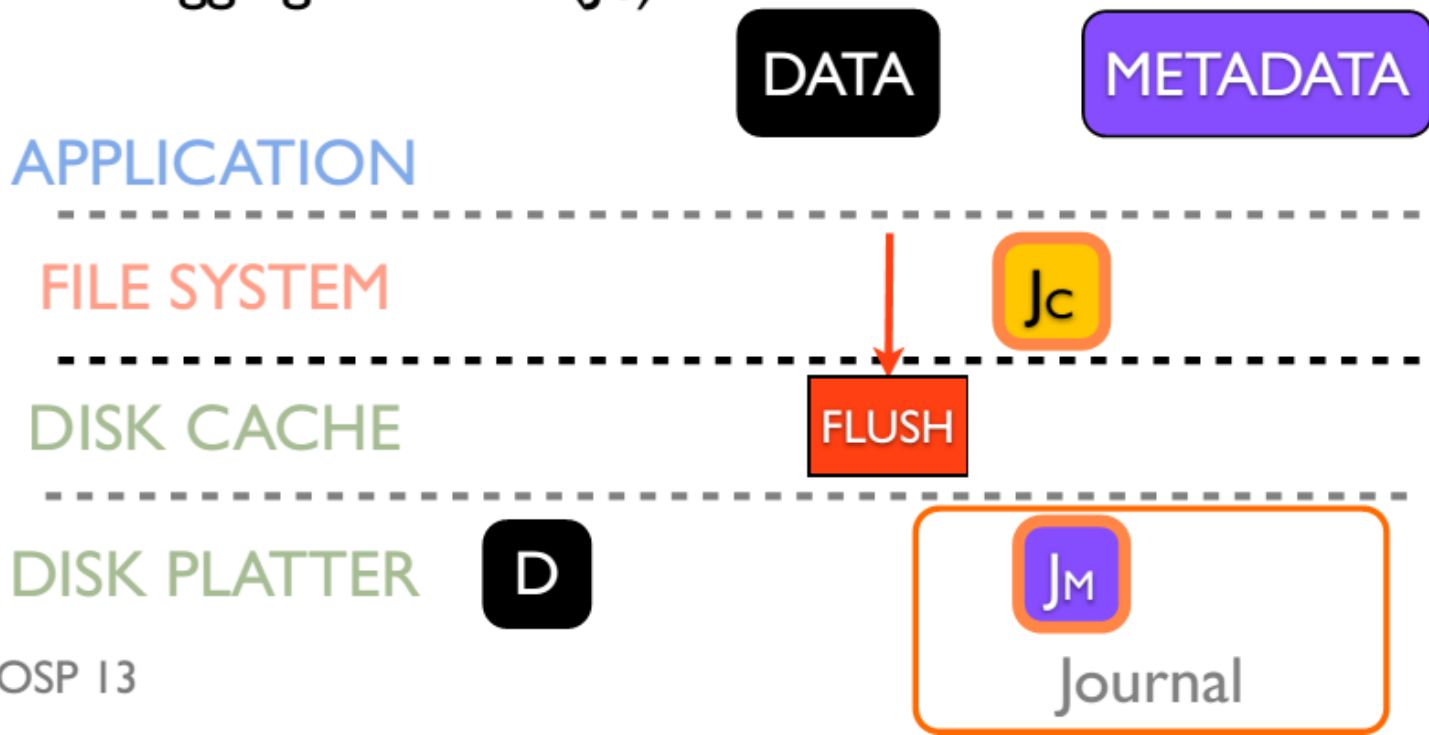 DATA METADATA
APPLICATION
FILE SYSTEM
Jc
DISK CACHE
FLUSH
DISK PLATTER
D
JM
OSP 13
Journal